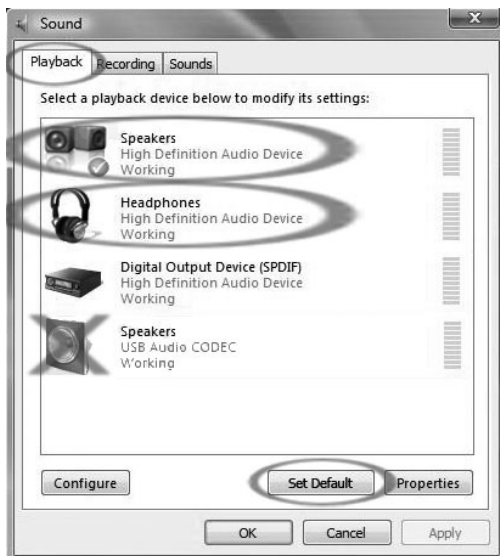 Sound
Playback Recording Sounds
Select a playback device below to modify its settings:
Speakers
High Definition Audio Device
Working
Headphones
High Definition Audio Device
Working
Digital Output Device (SPDIF)
High Definition Audio Device
Working
Speakers
USB Audio CODEC
Working
Configure Set Default Properties
OK Cancel Apply